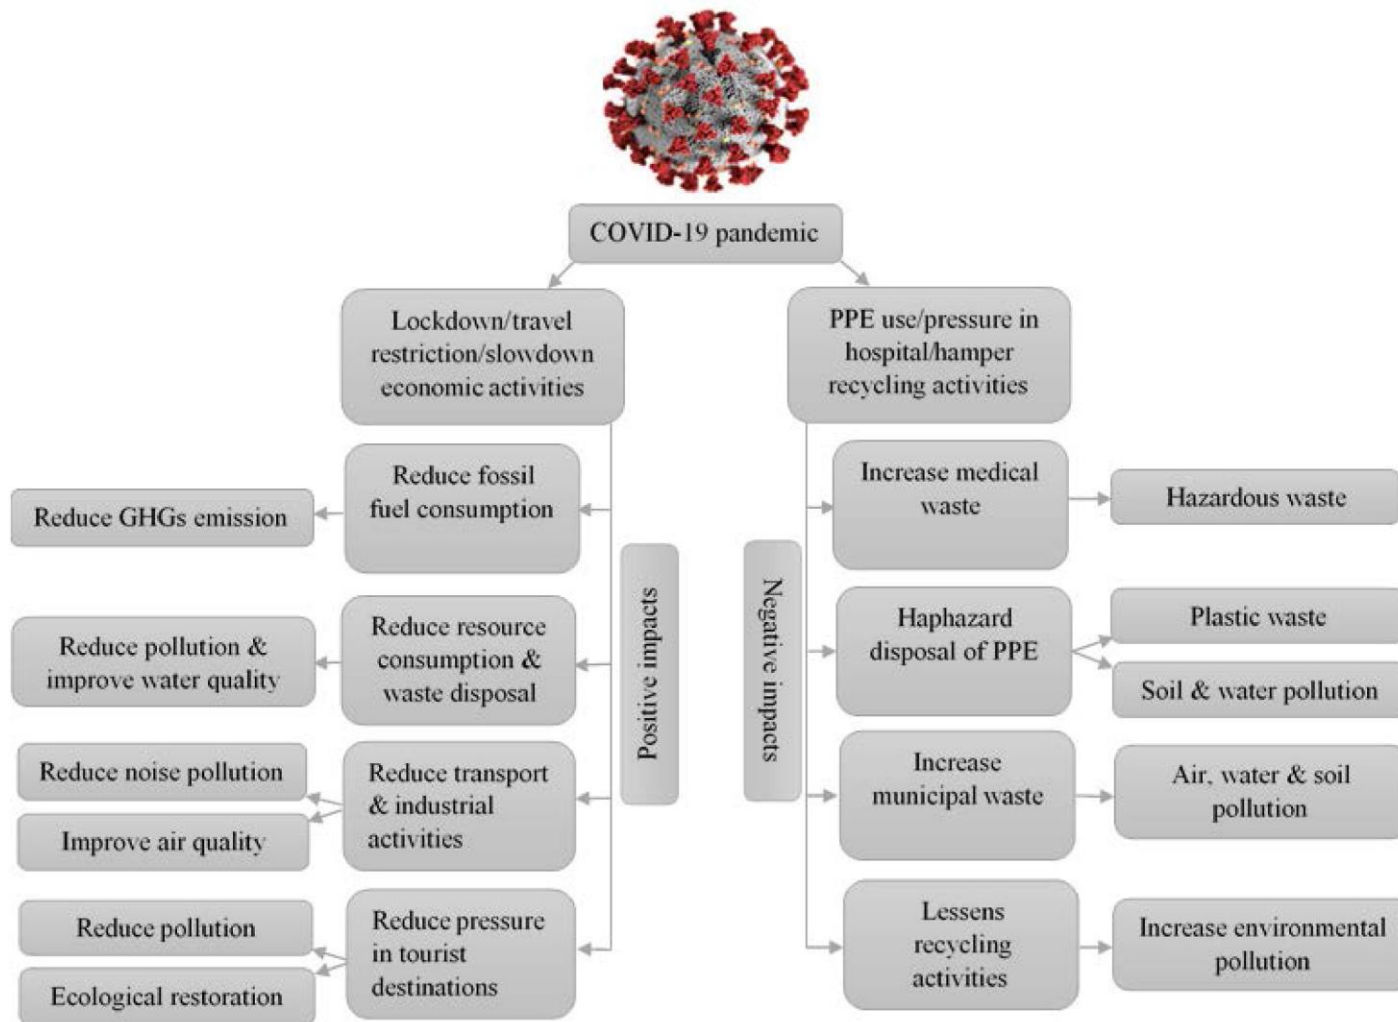 COVID-19 pandemic
Lockdown/travel
restriction/slowdown
economic activities
PPE use/pressure in
hospital/hamper
recycling activities
Reduce fossil
fuel consumption
Reduce GHGs emission
Reduce resource
consumption &
waste disposal
Reduce pollution &
improve water quality
Reduce transport
& industrial
activities
Reduce noise pollution
Improve air quality
Reduce pressure
in tourist
destinations
Reduce pollution
Ecological restoration
Positive impacts
Negative impacts
Increase medical
waste
Hazardous waste
Haphazard
disposal of PPE
Plastic waste
Soil & water pollution
Increase
municipal waste
Air, water & soil
pollution
Lessens
recycling
activities
Increase environmental
pollution